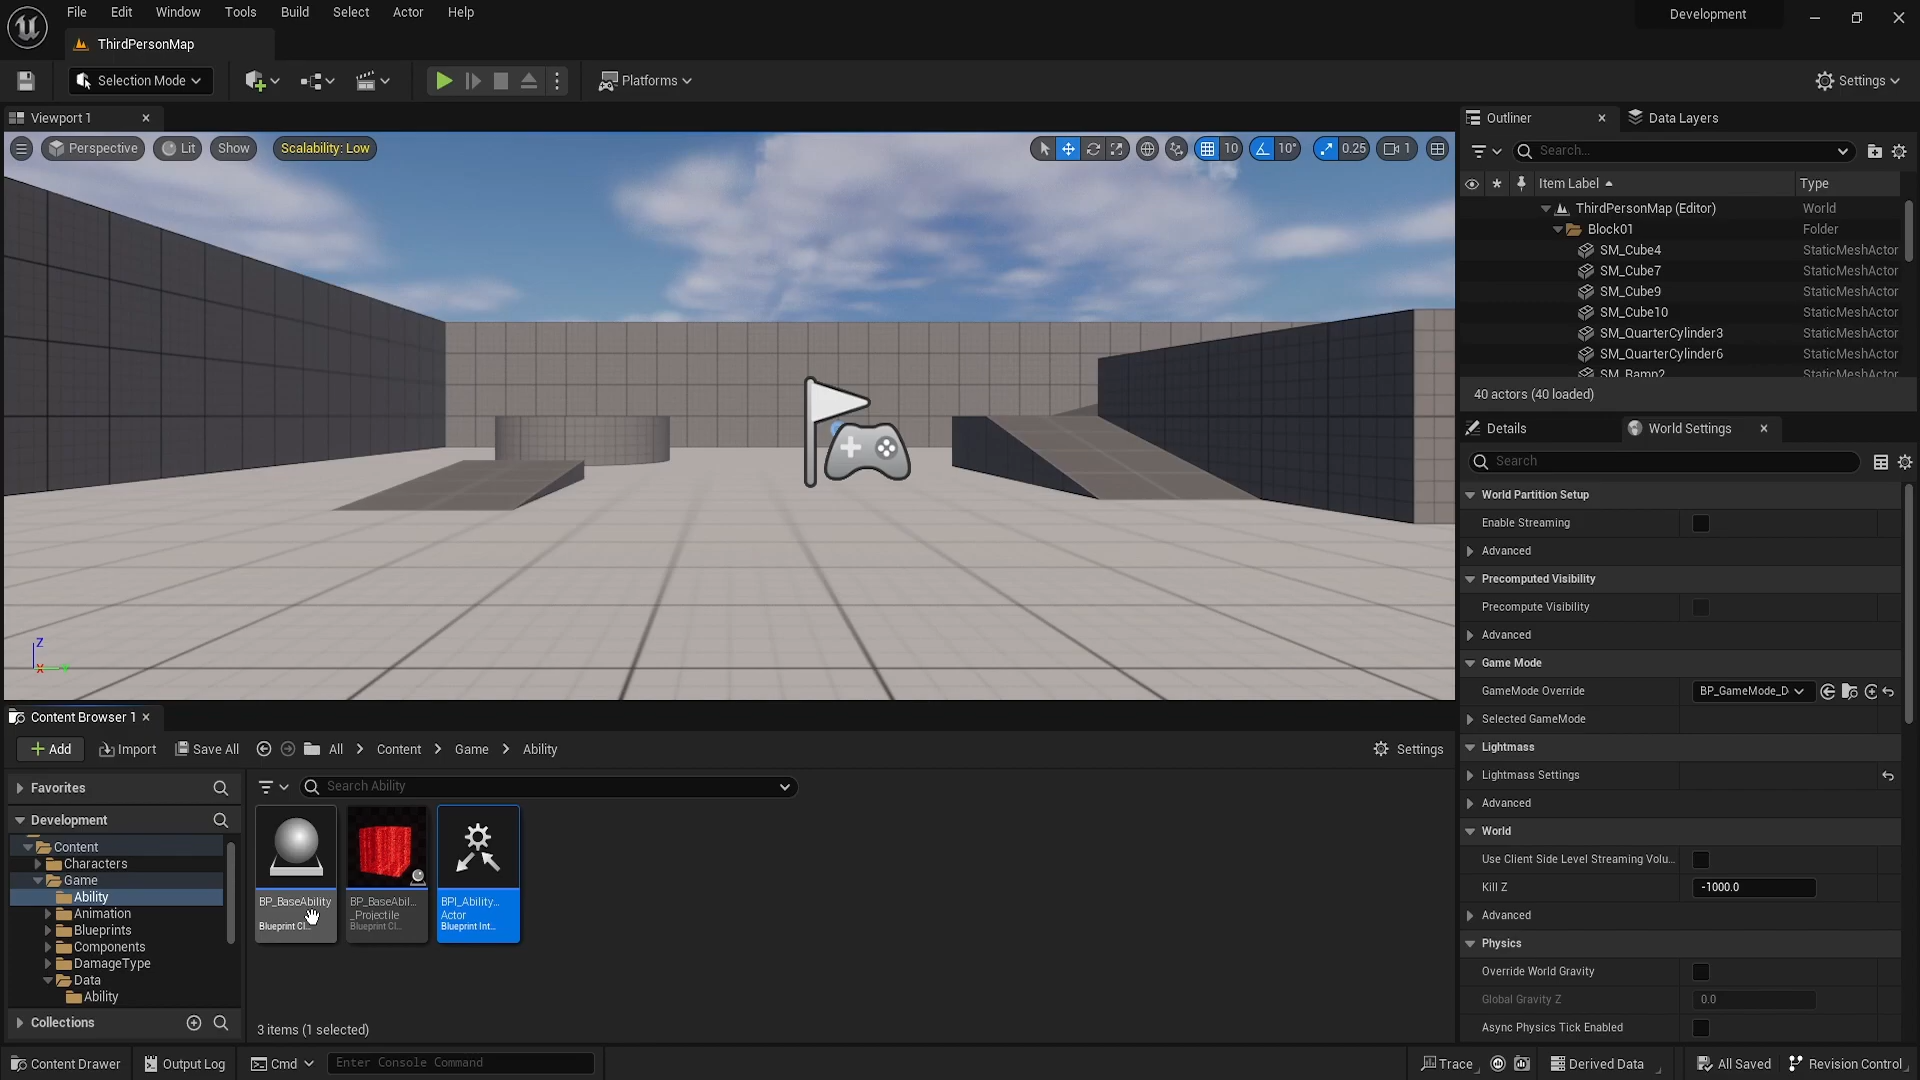 File Edit Window Tools Build Select Actor Help
Development
ThirdPersonMap
Selection Mode
Platforms
Settings
Viewport 1
Perspective Lit Show Scalability: Low
10 10° 0.25 1
Z
X Y
Outliner Data Layers
Search...
Item Label Type
ThirdPersonMap (Editor) World
Block01 Folder
SM_Cube4 StaticMeshActor
SM_Cube7 StaticMeshActor
SM_Cube9 StaticMeshActor
SM_Cube10 StaticMeshActor
SM_QuarterCylinder3 StaticMeshActor
SM_QuarterCylinder6 StaticMeshActor
SM_Ramp2 StaticMeshActor
40 actors (40 loaded)
Details World Settings
Search
World Partition Setup
Enable Streaming
Advanced
Precomputed Visibility
Precompute Visibility
Advanced
Game Mode
GameMode Override BP_GameMode_D
Selected GameMode
Lightmass
Lightmass Settings
Advanced
World
Use Client Side Level Streaming Volu...
Kill Z -1000.0
Advanced
Physics
Override World Gravity
Global Gravity Z 0.0
Async Physics Tick Enabled
Content Browser 1
Add Import Save All All > Content > Game > Ability Settings
Favorites
Search Ability
Development
Content
Characters
Game
Ability
Animation
Blueprints
Components
DamageType
Data
Ability
Collections
BP_BaseAbility
Blueprint Cl...
BP_BaseAbil...
_Projectile
Blueprint Cl...
BPI_Ability...
Actor
Blueprint Int...
3 items (1 selected)
Content Drawer Output Log Cmd Enter Console Command
Trace Derived Data All Saved Revision Control